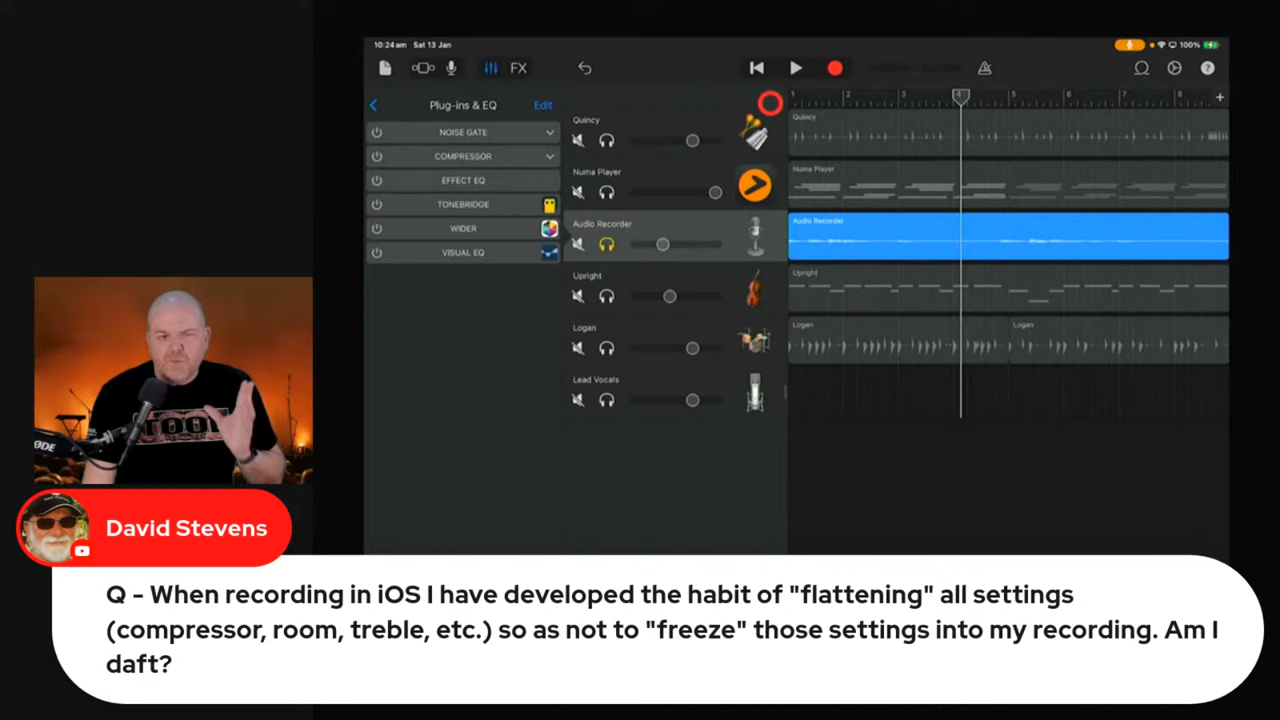 10:24am Sat 13 Jan
100%
FX
Plug-ins & EQ
Edit
NOISE GATE
COMPRESSOR
EFFECT EQ
TONEBRIDGE
WIDER
VISUAL EQ
Quincy
Numa Player
Audio Recorder
Upright
Logan
Lead Vocals
1 2 3 4 5 6 7 8 +
Quincy
Numa Player
Audio Recorder
Upright
Logan Logan
TOOL
RØDE
David Stevens
Q - When recording in iOS I have developed the habit of "flattening" all settings
(compressor, room, treble, etc.) so as not to "freeze" those settings into my recording. Am I
daft?